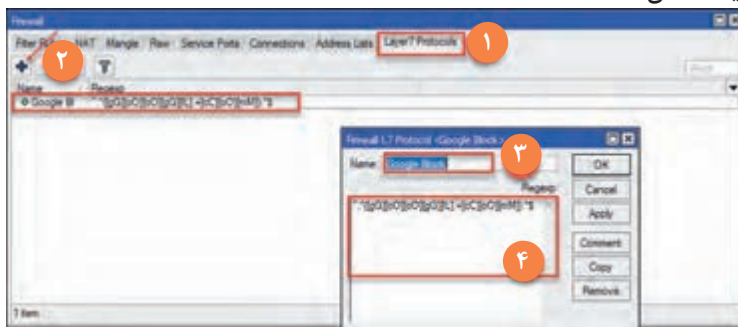 Firewall
Filter Rules NAT Mangle Raw Service Ports Connections Address Lists Layer7 Protocols
۱
۲
Find
Name Regexp
Google Bl
Firewall L7 Protocol <Google Block>
Name: Google Block
۳
OK
Regexp:
Cancel
Apply
۴
Comment
Copy
Remove
1 item